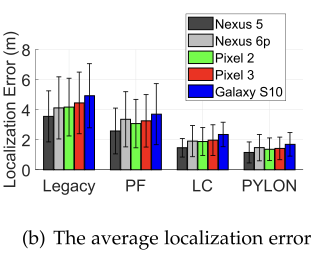 Nexus 5
Nexus 6p
Pixel 2
Pixel 3
Galaxy S10
Localization Error (m)
8
6
4
2
0
Legacy PF LC PYLON
(b) The average localization error